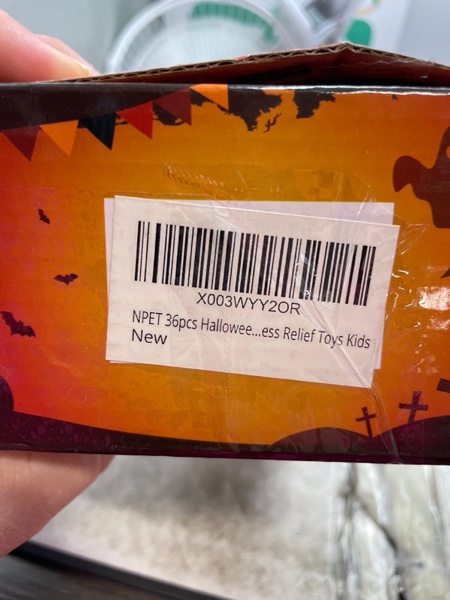 X003WYY2OR
NPET 36pcs Hallowee...ess Relief Toys Kids
New